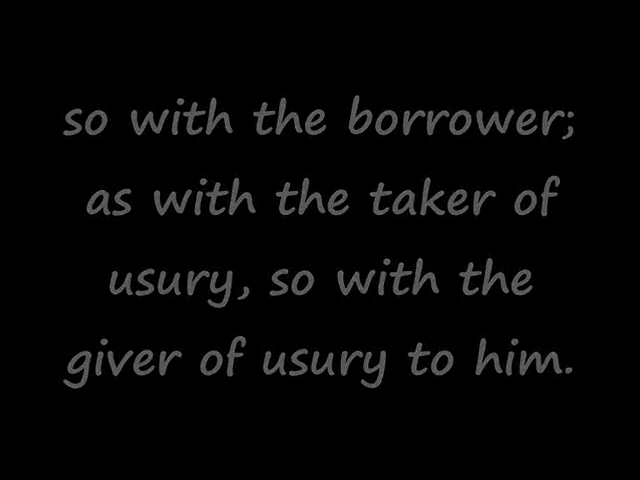 so with the borrower;
as with the taker of
usury, so with the
giver of usury to him.